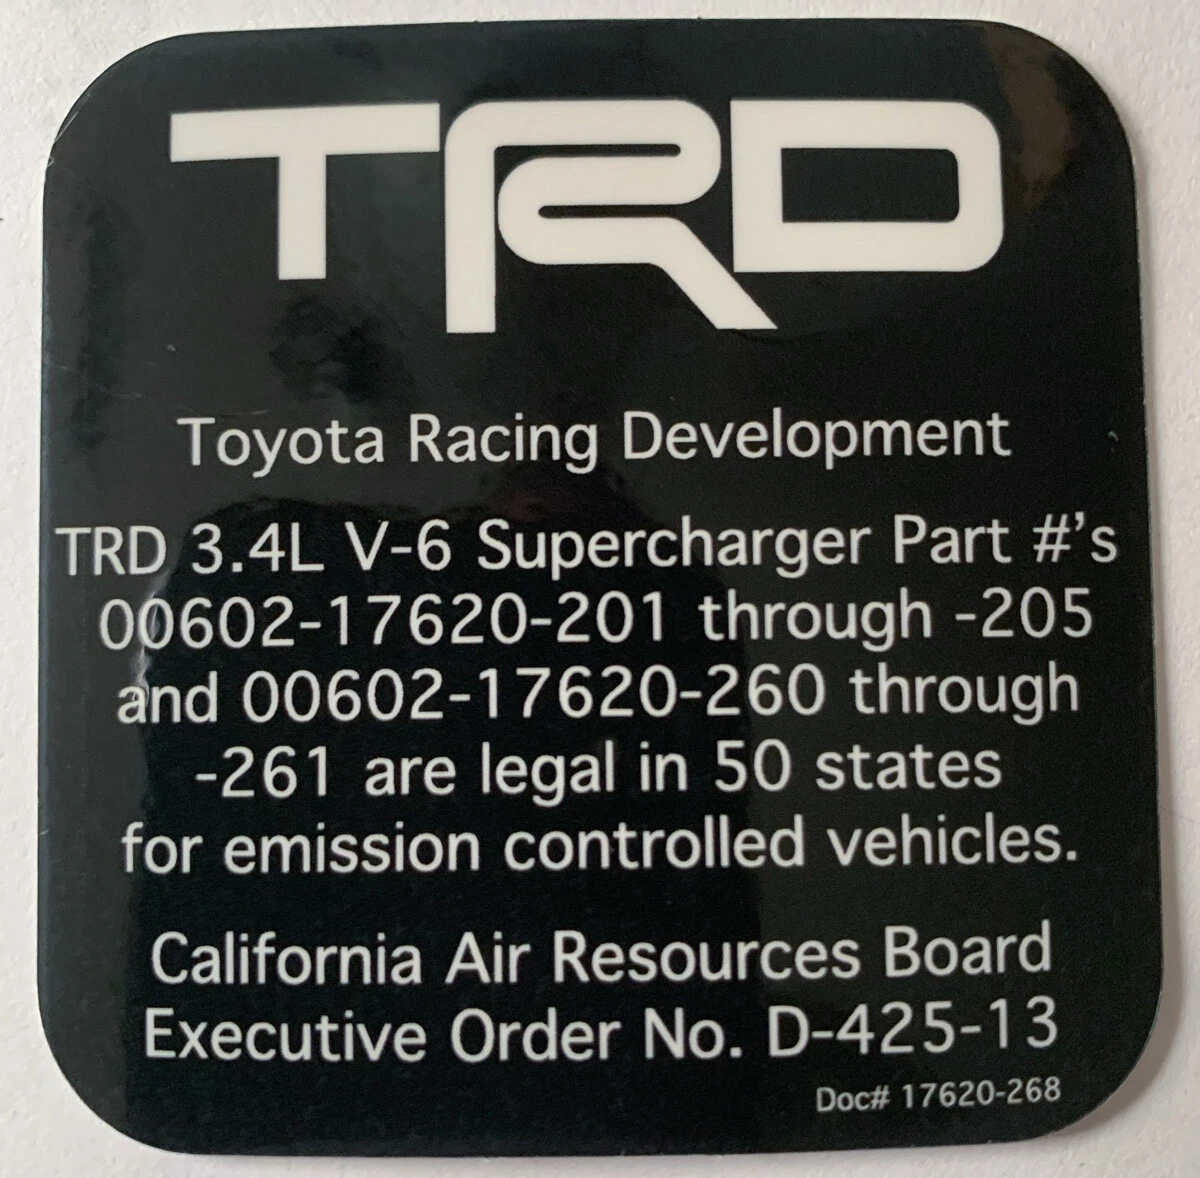 TRD
Toyota Racing Development
TRD 3.4L V-6 Supercharger Part #'s
00602-17620-201 through -205
and 00602-17620-260 through
-261 are legal in 50 states
for emission controlled vehicles.
California Air Resources Board
Executive Order No. D-425-13
Doc# 17620-268